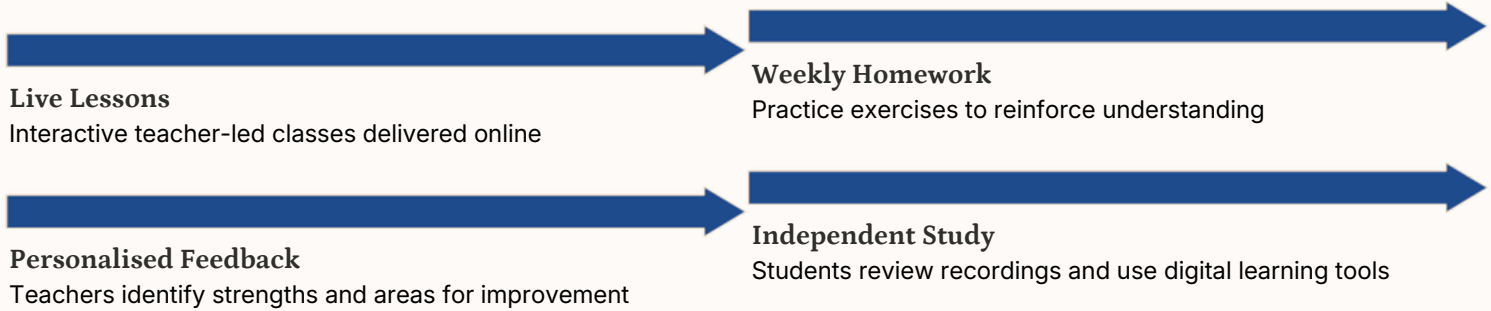 Live Lessons
Interactive teacher-led classes delivered online
Weekly Homework
Practice exercises to reinforce understanding
Personalised Feedback
Teachers identify strengths and areas for improvement
Independent Study
Students review recordings and use digital learning tools